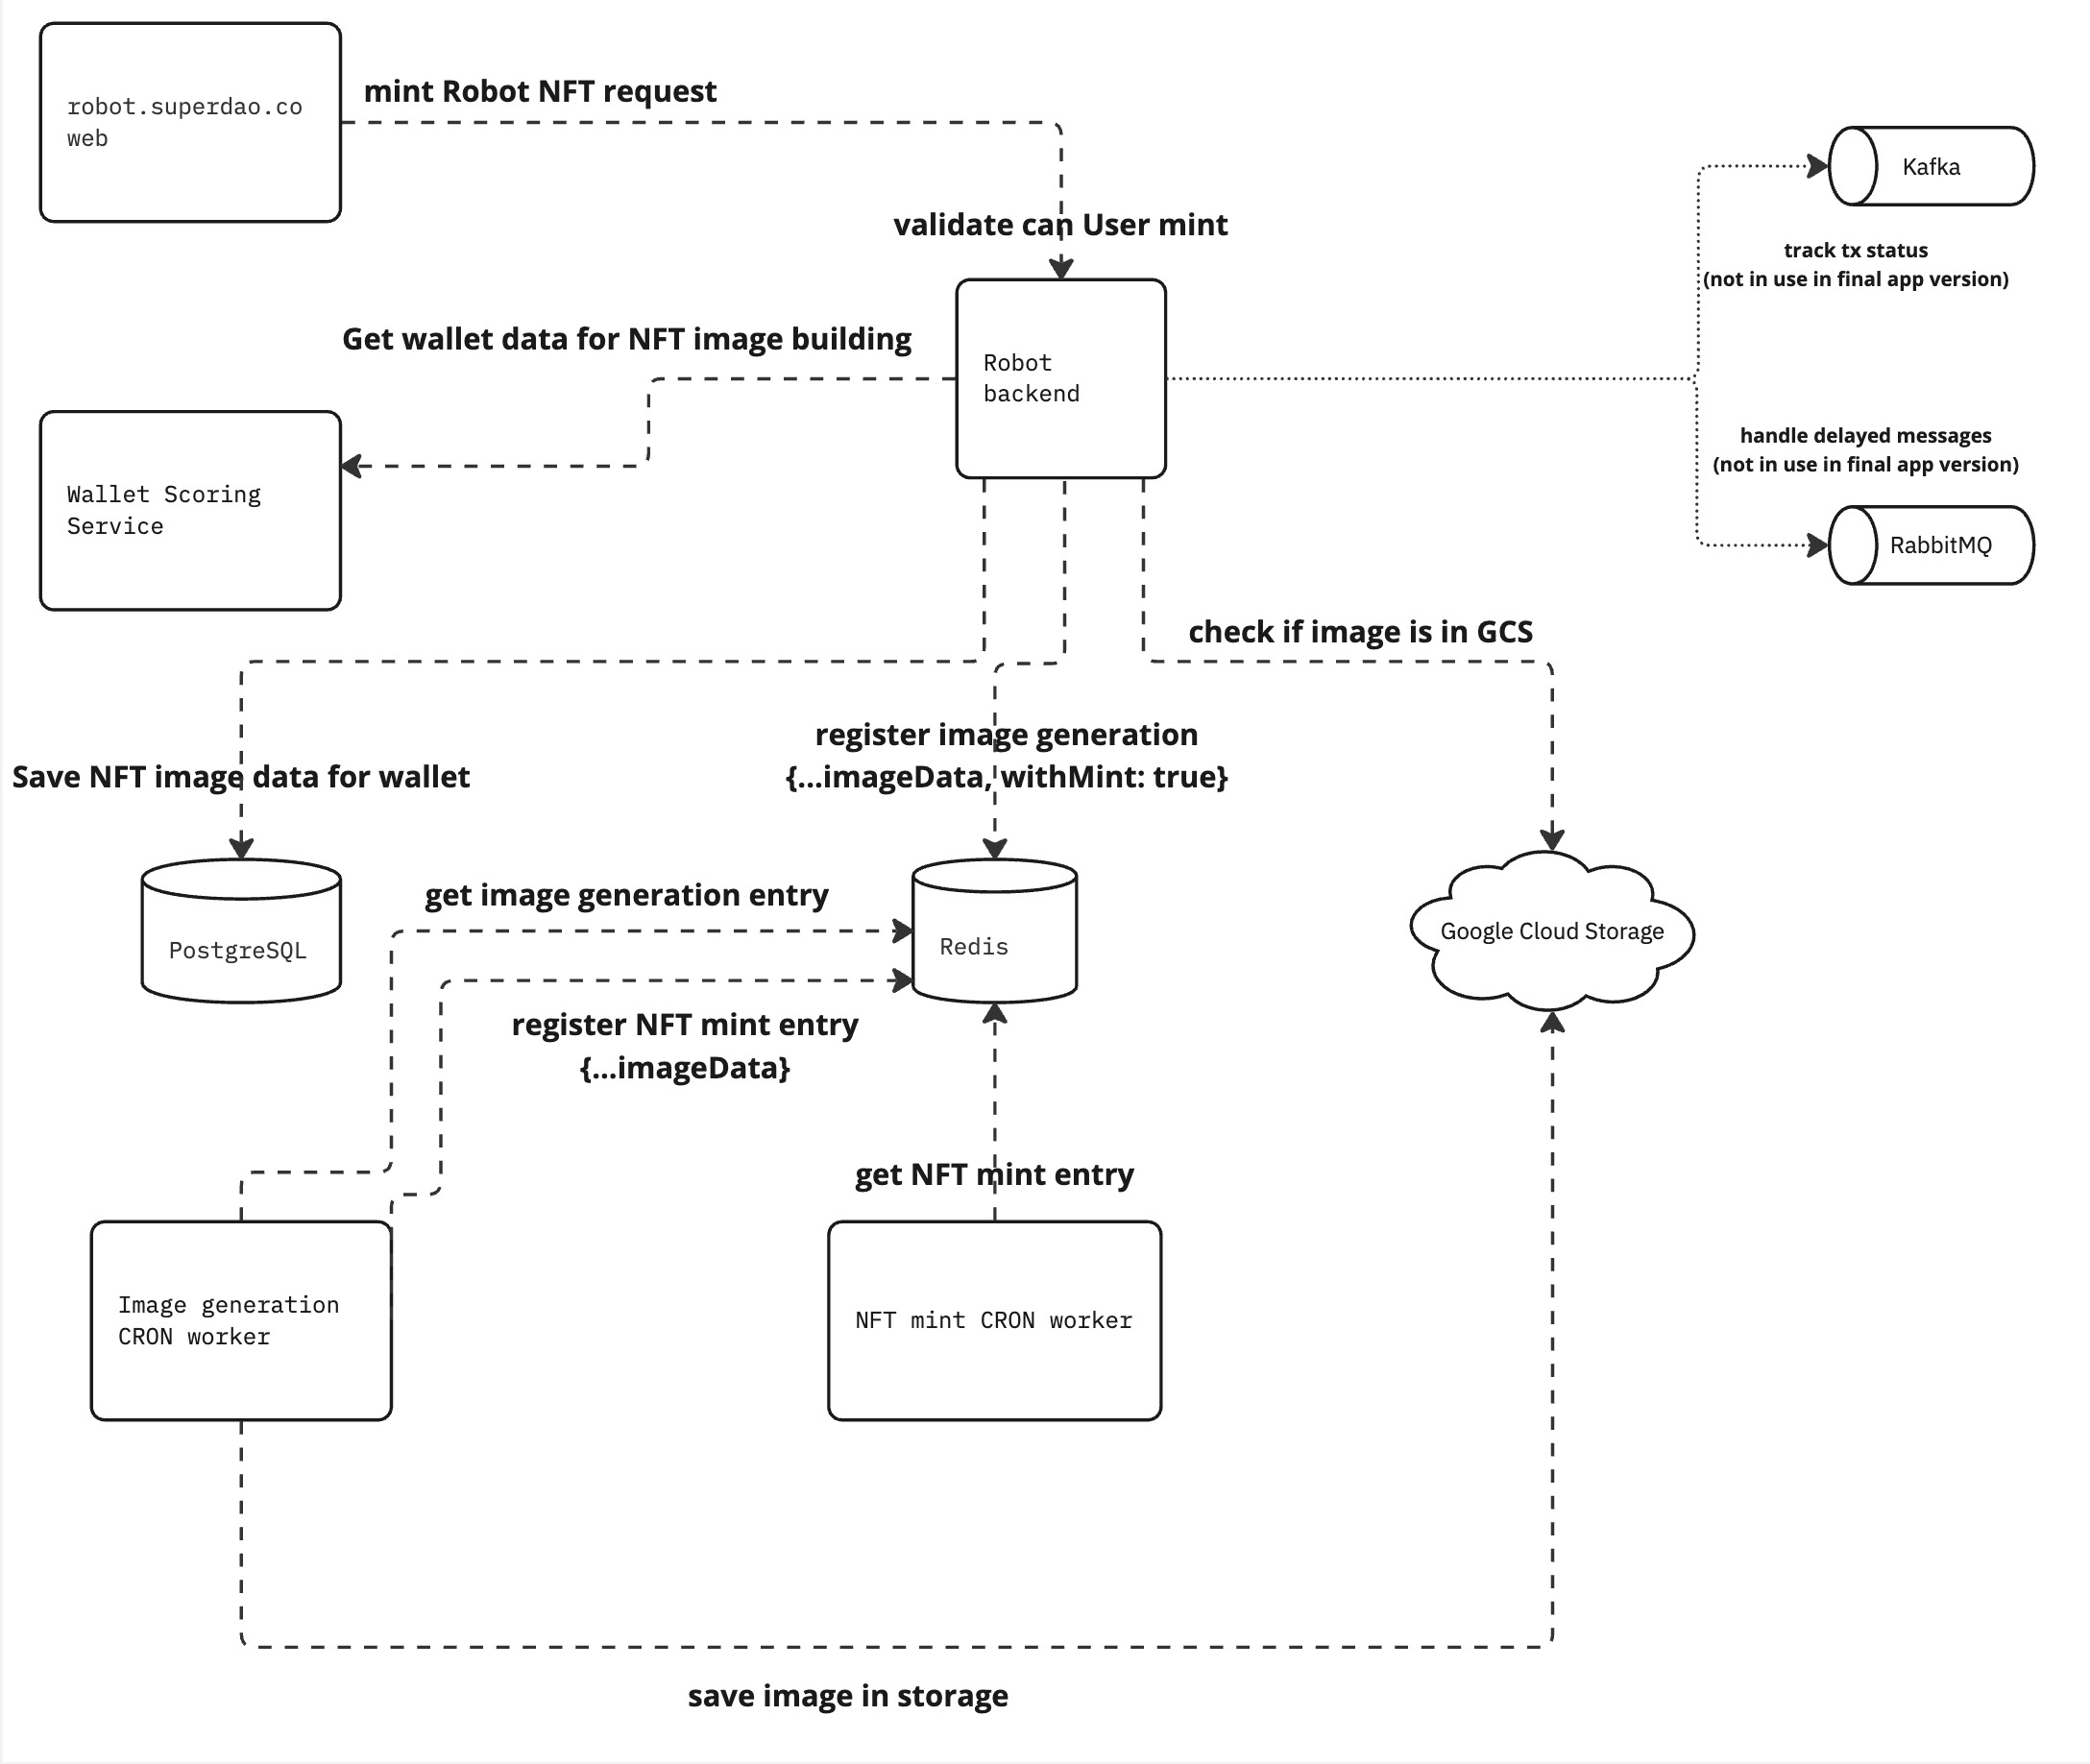 robot.superdao.co
web
mint Robot NFT request
validate can User mint
Kafka
track tx status
(not in use in final app version)
Get wallet data for NFT image building
Robot
backend
handle delayed messages
(not in use in final app version)
Wallet Scoring
Service
RabbitMQ
check if image is in GCS
register image generation
{...imageData, withMint: true}
Save NFT image data for wallet
get image generation entry
PostgreSQL
Redis
Google Cloud Storage
register NFT mint entry
{...imageData}
get NFT mint entry
Image generation
CRON worker
NFT mint CRON worker
save image in storage